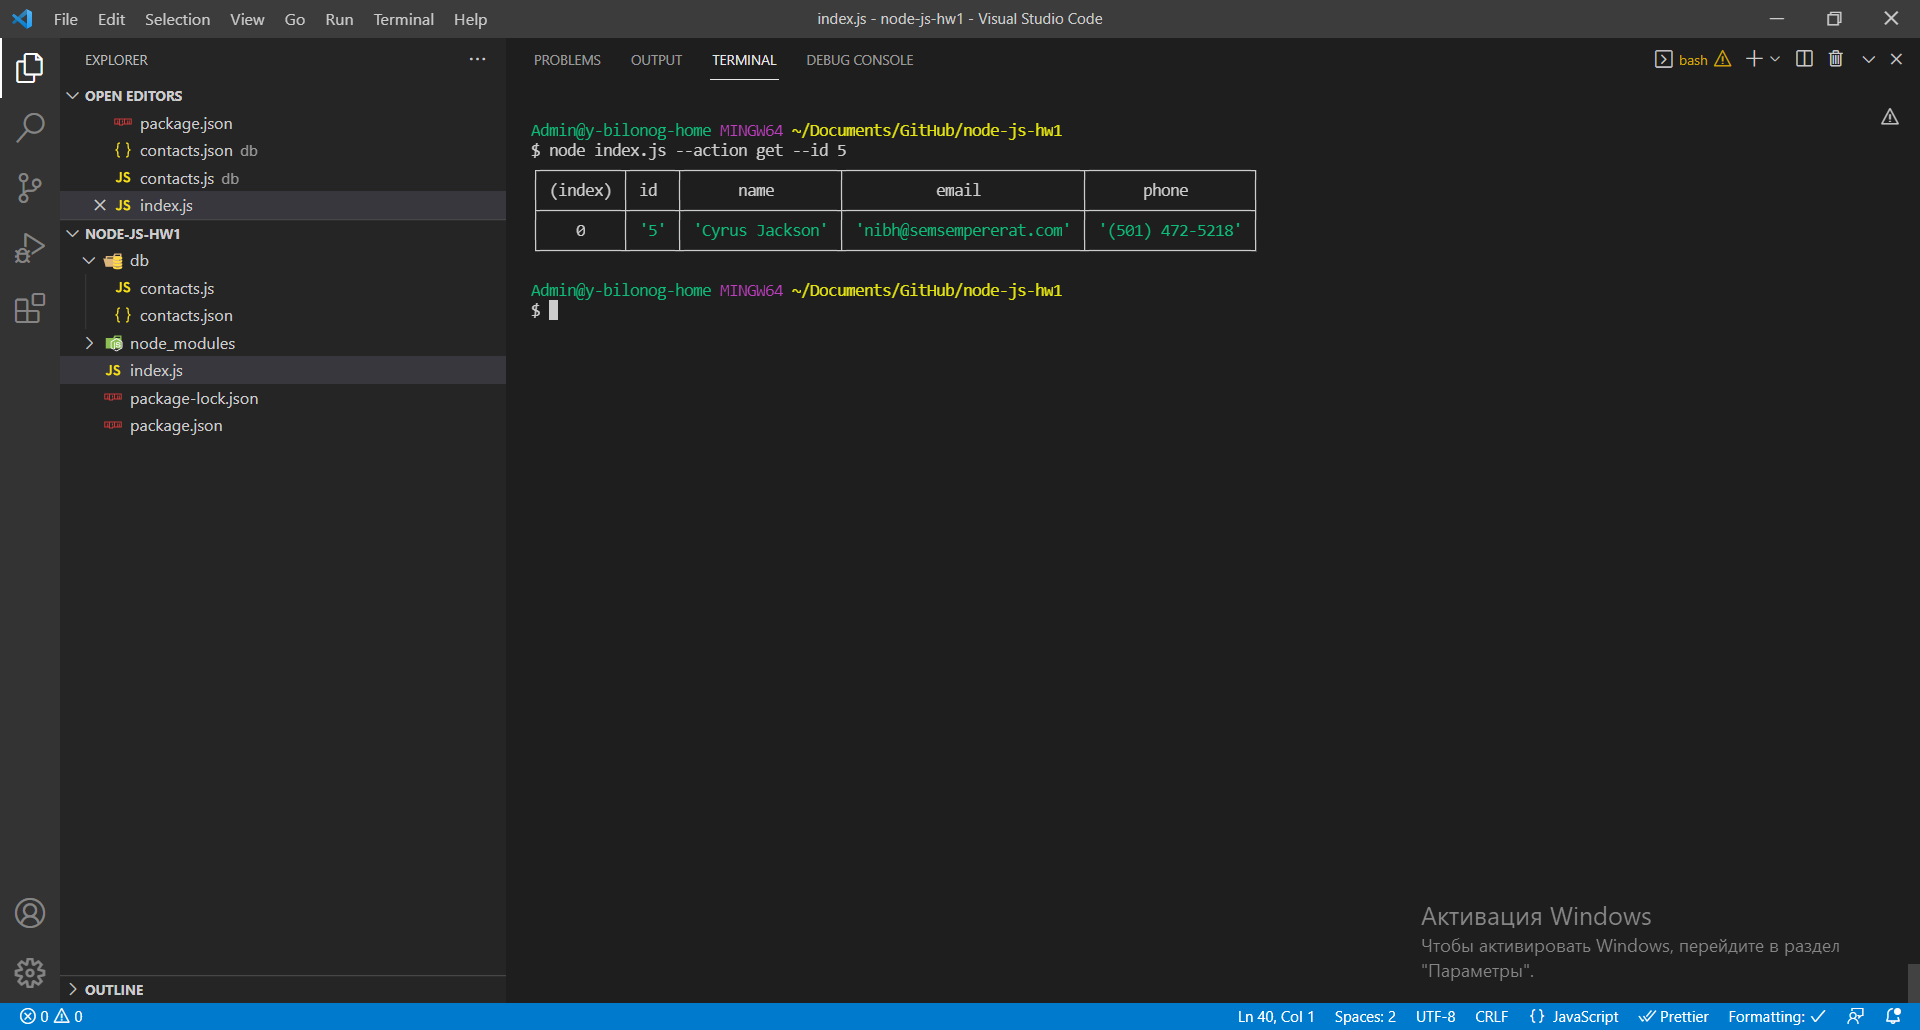 File Edit Selection View Go Run Terminal Help
index.js - node-js-hw1 - Visual Studio Code
EXPLORER
OPEN EDITORS
package.json
{} contacts.json db
JS contacts.js db
JS index.js
NODE-JS-HW1
db
JS contacts.js
{} contacts.json
node_modules
JS index.js
package-lock.json
package.json
OUTLINE
PROBLEMS OUTPUT TERMINAL DEBUG CONSOLE
bash
Admin@y-bilonog-home MINGW64 ~/Documents/GitHub/node-js-hw1
$ node index.js --action get --id 5
(index) id name email phone
0 '5' 'Cyrus Jackson' 'nibh@semsempererat.com' '(501) 472-5218'
Admin@y-bilonog-home MINGW64 ~/Documents/GitHub/node-js-hw1
$
Активация Windows
Чтобы активировать Windows, перейдите в раздел
"Параметры".
0 0 Ln 40, Col 1 Spaces: 2 UTF-8 CRLF {} JavaScript Prettier Formatting: ✓